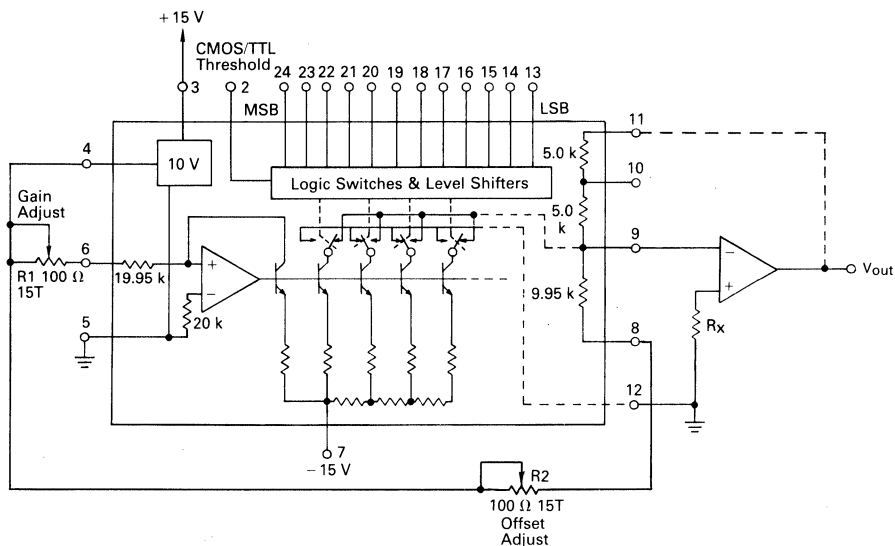 +15 V
CMOS/TTL
Threshold
3
2
24
23
22
21
20
19
18
17
16
15
14
13
MSB
LSB
11
4
10 V
5.0 k
10
Logic Switches & Level Shifters
Gain
Adjust
5.0
k
6
9
R1 100 Ω
15T
19.95 k
+
−
−
+
Vout
20 k
9.95 k
5
Rx
8
12
7
−15 V
R2
100 Ω 15T
Offset
Adjust